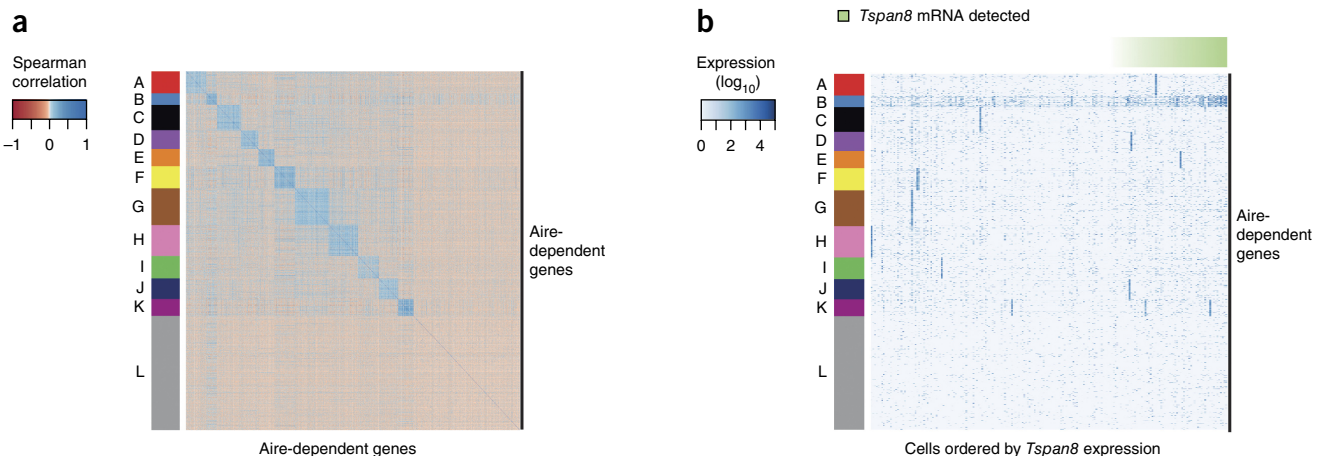 a
Spearman
correlation
−1 0 1
A
B
C
D
E
F
G
H
I
J
K
L
Aire-
dependent
genes
Aire-dependent genes
b
Tspan8 mRNA detected
Expression
(log10)
0 2 4
A
B
C
D
E
F
G
H
I
J
K
L
Aire-
dependent
genes
Cells ordered by Tspan8 expression